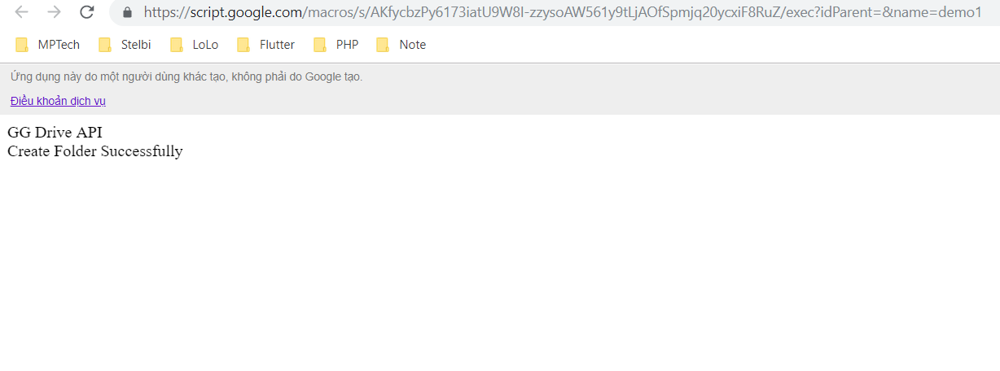 https://script.google.com/macros/s/AKfycbzPy6173iatU9W8I-zzysoAW561y9tLjAOfSpmjq20ycxiF8RuZ/exec?idParent=&name=demo1
MPTech Stelbi LoLo Flutter PHP Note
Ứng dụng này do một người dùng khác tạo, không phải do Google tạo.
Điều khoản dịch vụ
GG Drive API
Create Folder Successfully